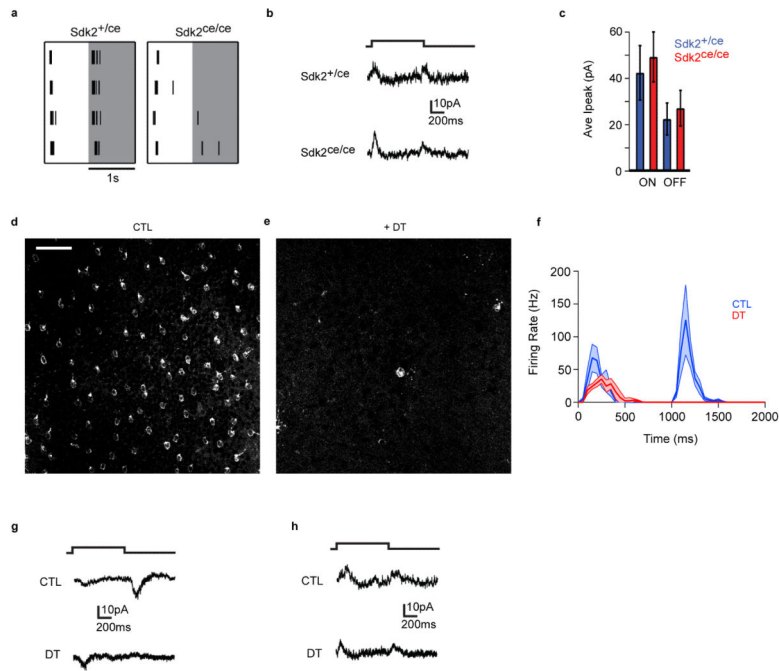 a
Sdk2+/ce
Sdk2ce/ce
1s
b
Sdk2+/ce
10pA
200ms
Sdk2ce/ce
c
60
40
20
0
Ave Ipeak (pA)
Sdk2+/ce
Sdk2ce/ce
ON OFF
d
CTL
e
+ DT
f
200
150
100
50
0
Firing Rate (Hz)
CTL
DT
0 500 1000 1500 2000
Time (ms)
g
CTL
10pA
200ms
DT
h
CTL
10pA
200ms
DT